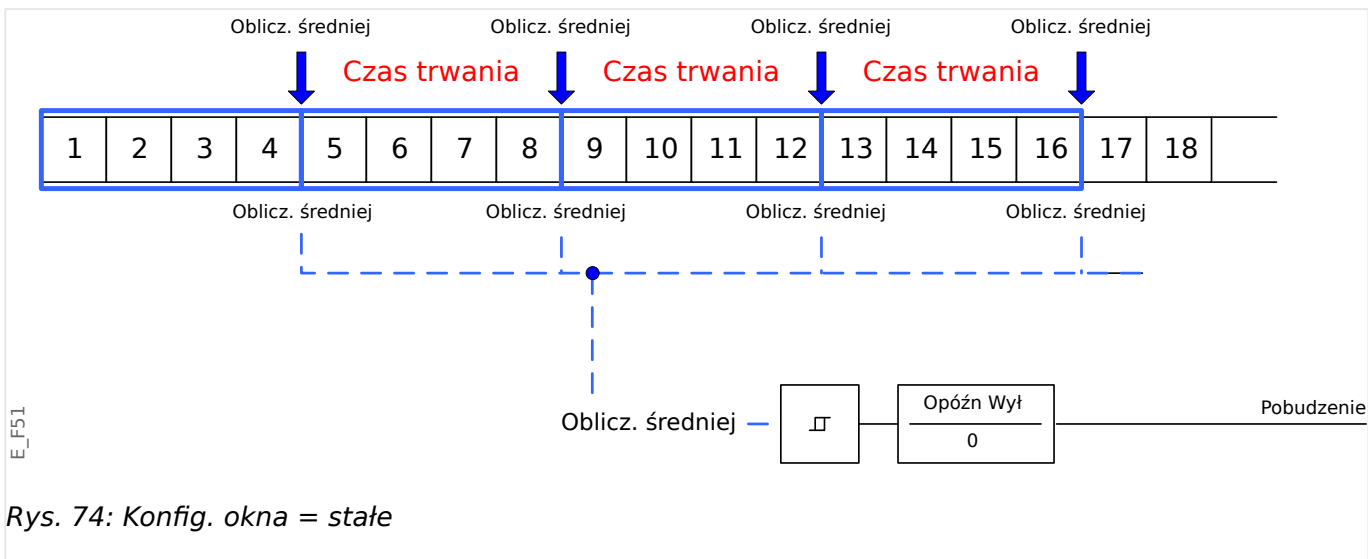 Oblicz. średniej Oblicz. średniej Oblicz. średniej Oblicz. średniej
Czas trwania Czas trwania Czas trwania
1 2 3 4 5 6 7 8 9 10 11 12 13 14 15 16 17 18
Oblicz. średniej Oblicz. średniej Oblicz. średniej Oblicz. średniej
Oblicz. średniej
Opóźn Wył
0
Pobudzenie
E_F51
Rys. 74: Konfig. okna = stałe